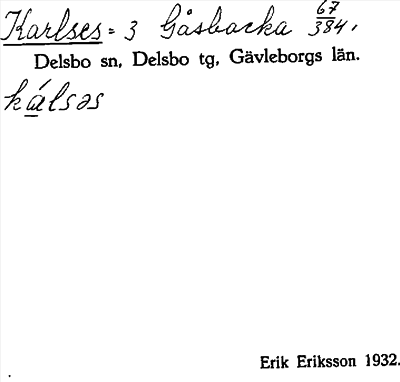 Karlses = 3 Gåsbacka 67/384.
Delsbo sn, Delsbo tg, Gävleborgs län.
kálsəs
Erik Eriksson 1932.